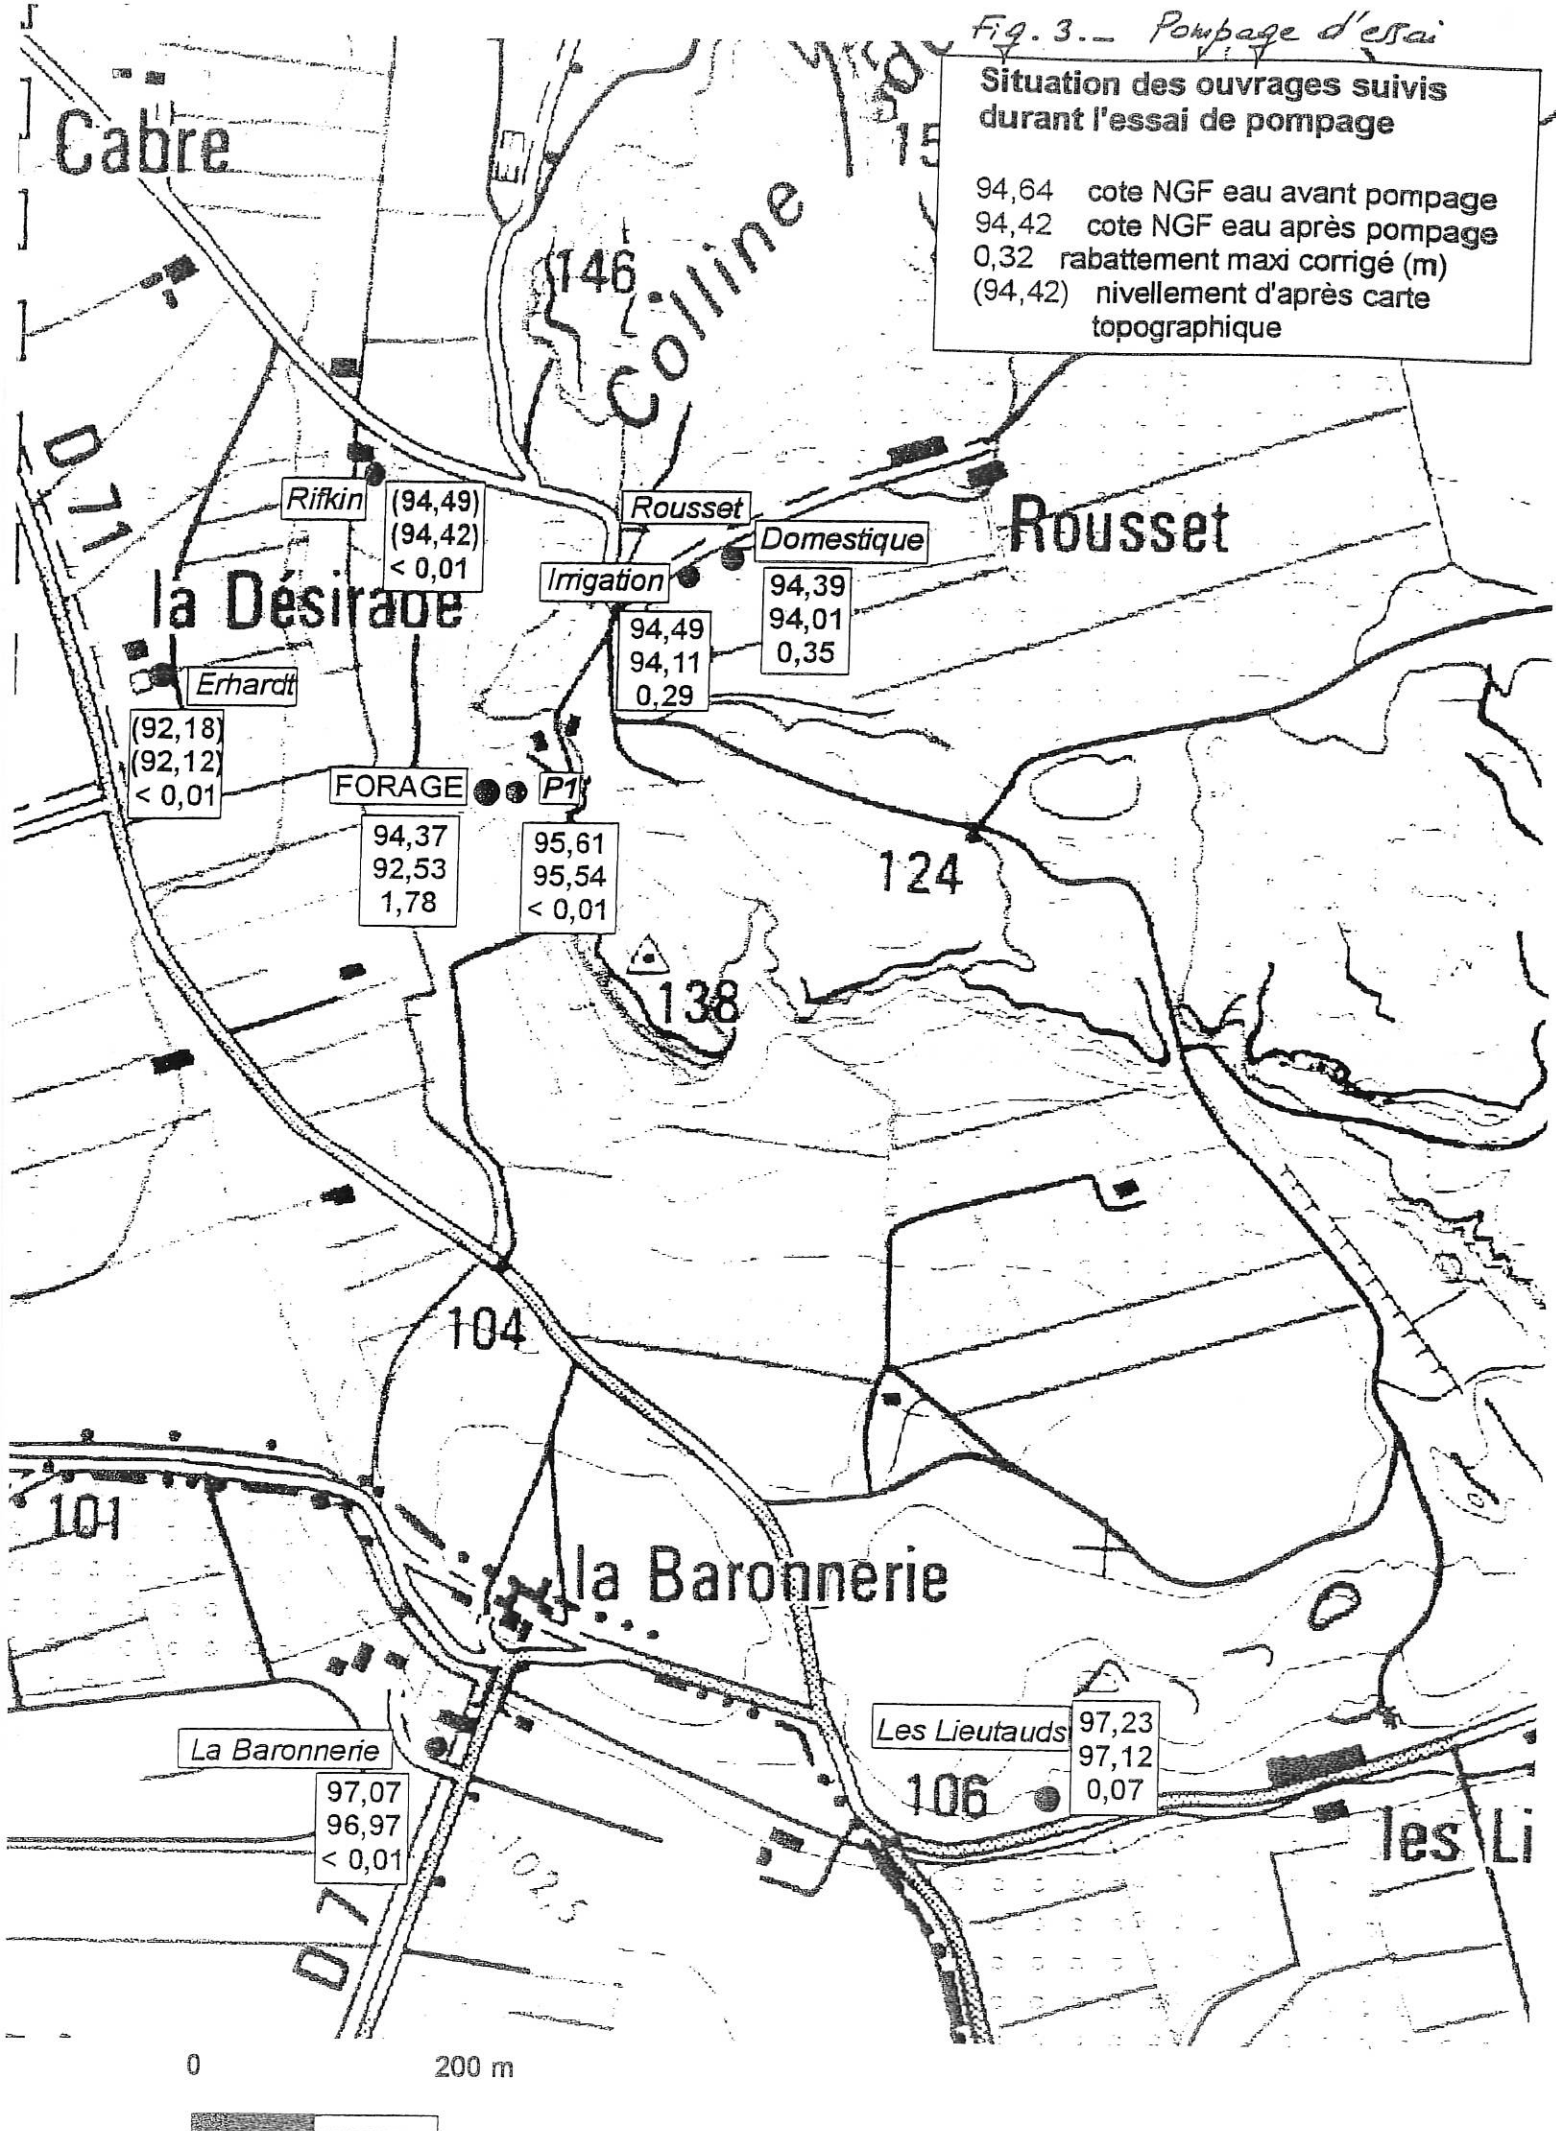 Fig. 3.- Pompage d'essai
Situation des ouvrages suivis
durant l'essai de pompage
94,64 cote NGF eau avant pompage
94,42 cote NGF eau après pompage
0,32 rabattement maxi corrigé (m)
(94,42) nivellement d'après carte
topographique
Cabre
15
146
Colline
D 71
Rifkin
(94,49)
(94,42)
< 0,01
Rousset
Domestique
Rousset
Irrigation
94,39
94,01
0,35
la Désirade
94,49
94,11
0,29
Erhardt
(92,18)
(92,12)
< 0,01
FORAGE
P1
94,37
92,53
1,78
95,61
95,54
< 0,01
124
138
104
101
la Baronnerie
La Baronnerie
97,07
96,97
< 0,01
Les Lieutauds
97,23
97,12
0,07
106
les Li
1025
D 7
0 200 m